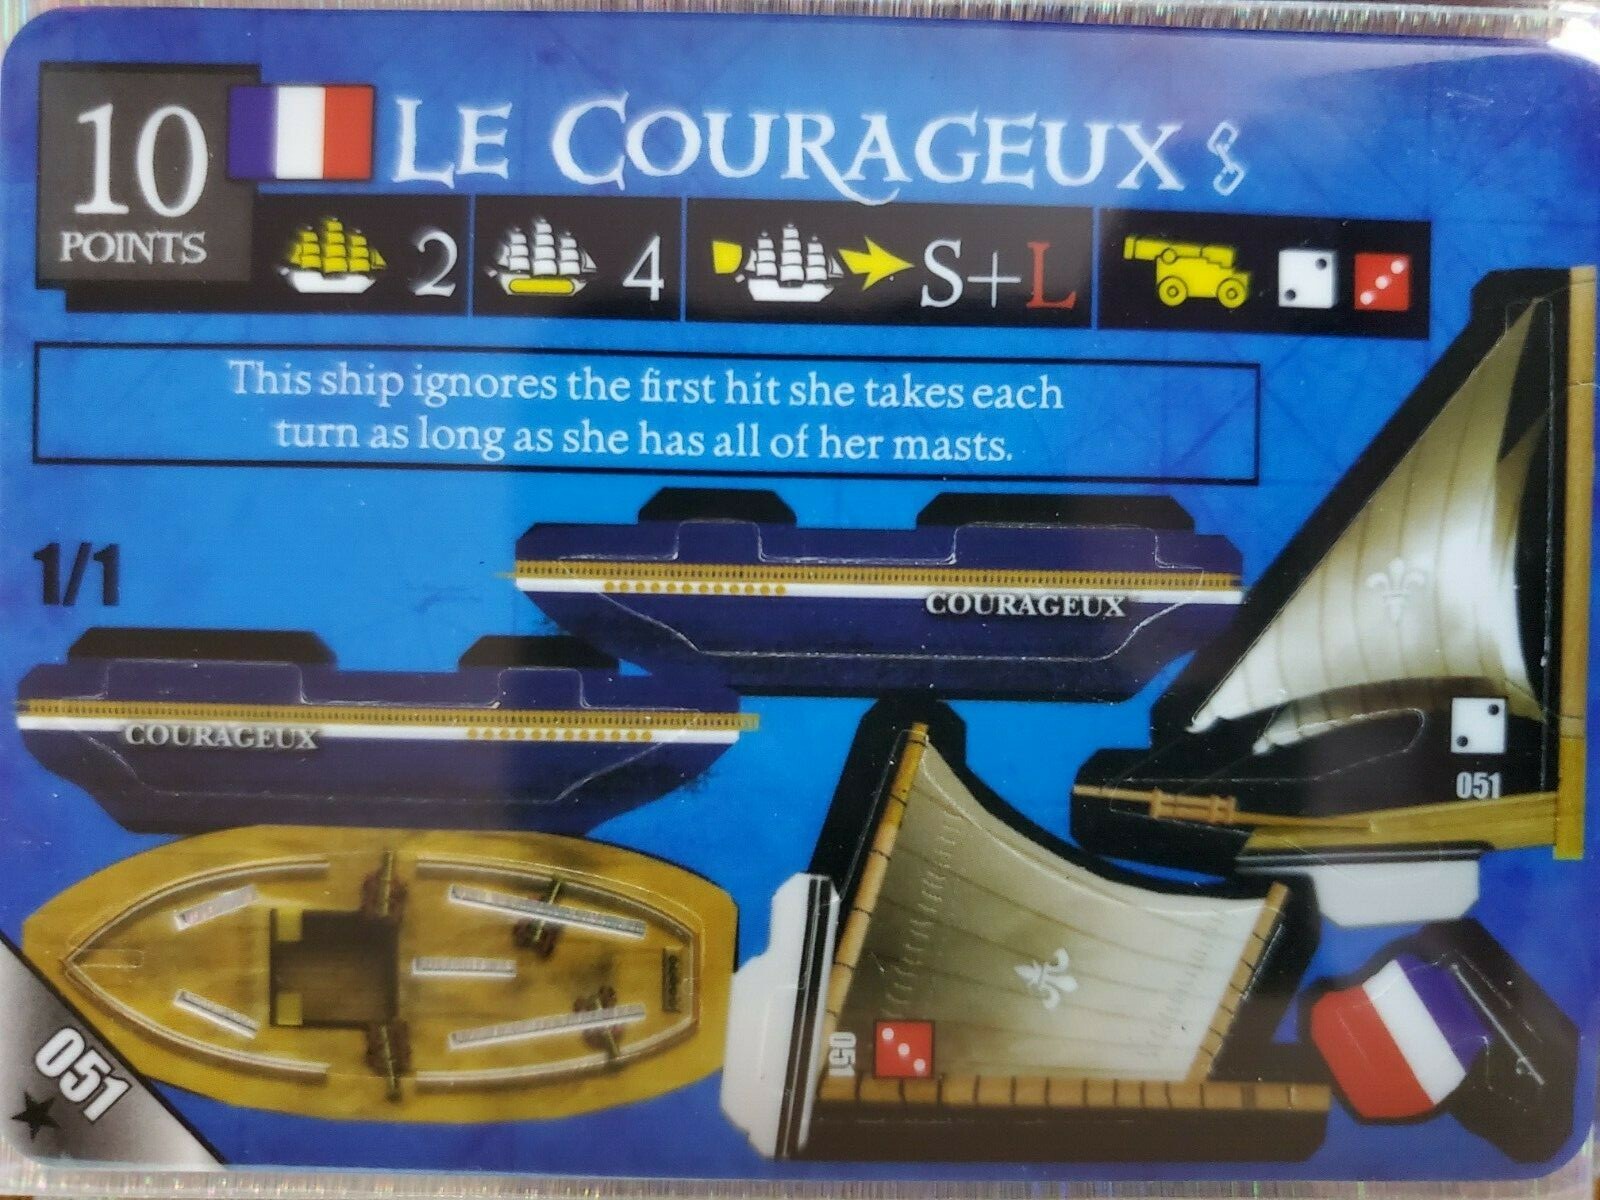 10
POINTS
LE COURAGEUX
2
4
S+L
This ship ignores the first hit she takes each
turn as long as she has all of her masts.
1/1
COURAGEUX
COURAGEUX
051
051
051